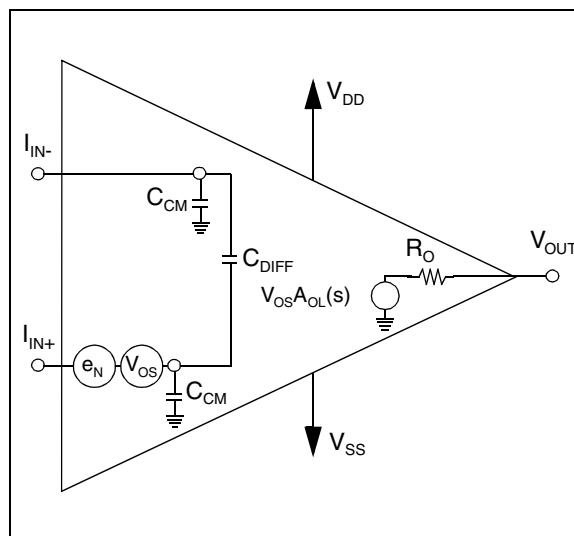 V_DD
I_IN-
C_CM
C_DIFF
R_O
V_OUT
V_OS A_OL(s)
I_IN+
e_N
V_OS
C_CM
V_SS